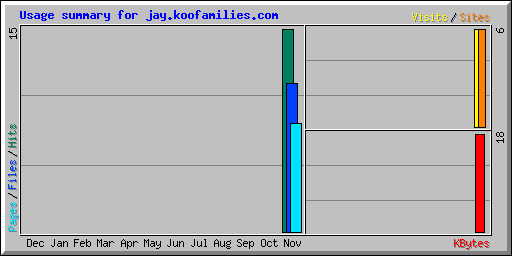 Usage summary for jay.koofamilies.com
Visits / Sites
15
6
Pages / Files / Hits
18
Dec Jan Feb Mar Apr May Jun Jul Aug Sep Oct Nov
KBytes